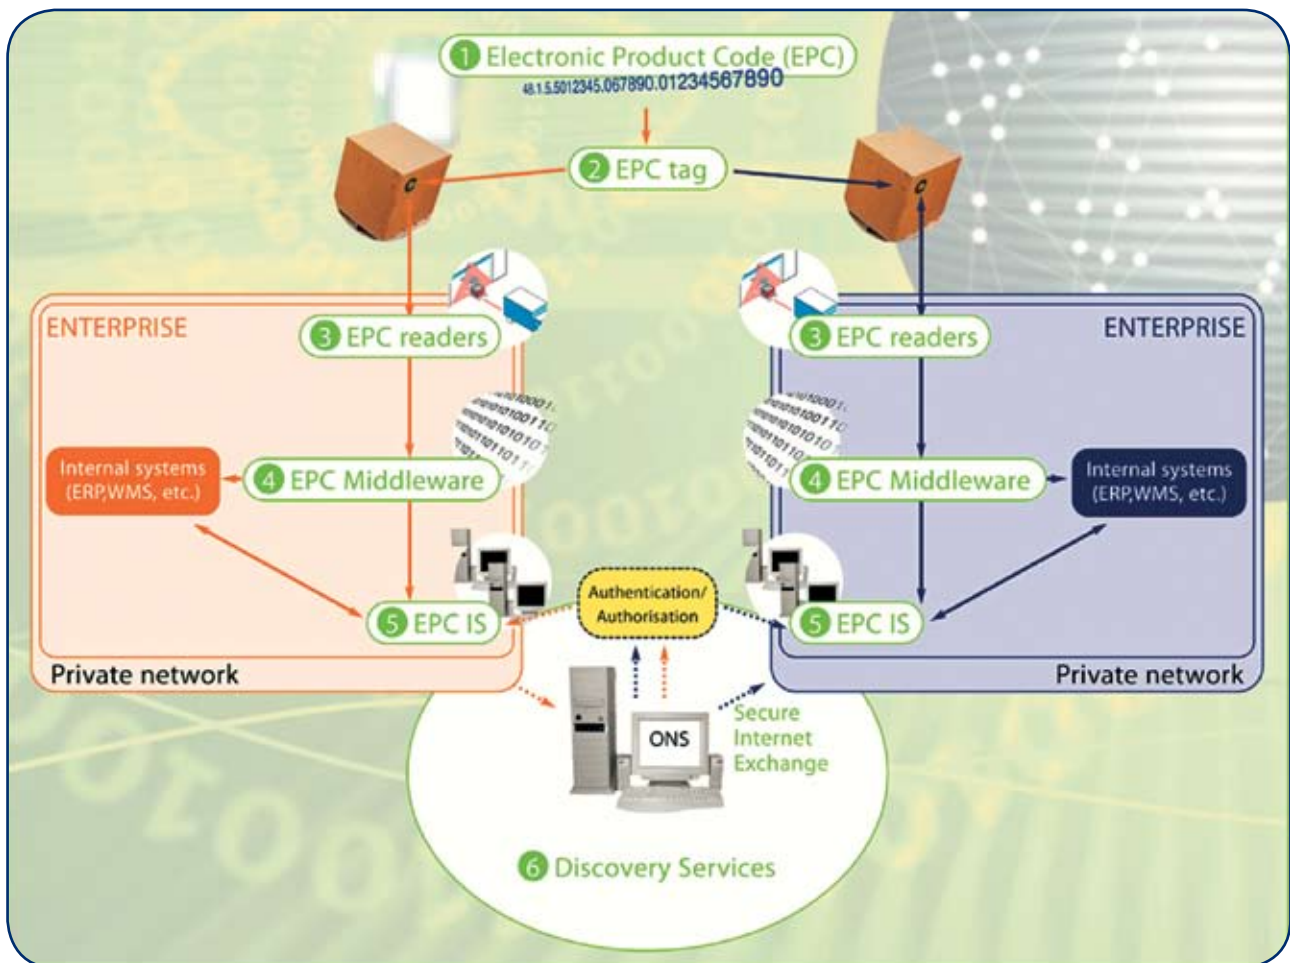 1 Electronic Product Code (EPC)
48.1.5.5012345.067890.01234567890
2 EPC tag
ENTERPRISE
3 EPC readers
Internal systems
(ERP,WMS, etc.)
4 EPC Middleware
5 EPC IS
Private network
3 EPC readers
ENTERPRISE
4 EPC Middleware
Internal systems
(ERP,WMS, etc.)
5 EPC IS
Private network
Authentication/
Authorisation
ONS
Secure
Internet
Exchange
6 Discovery Services